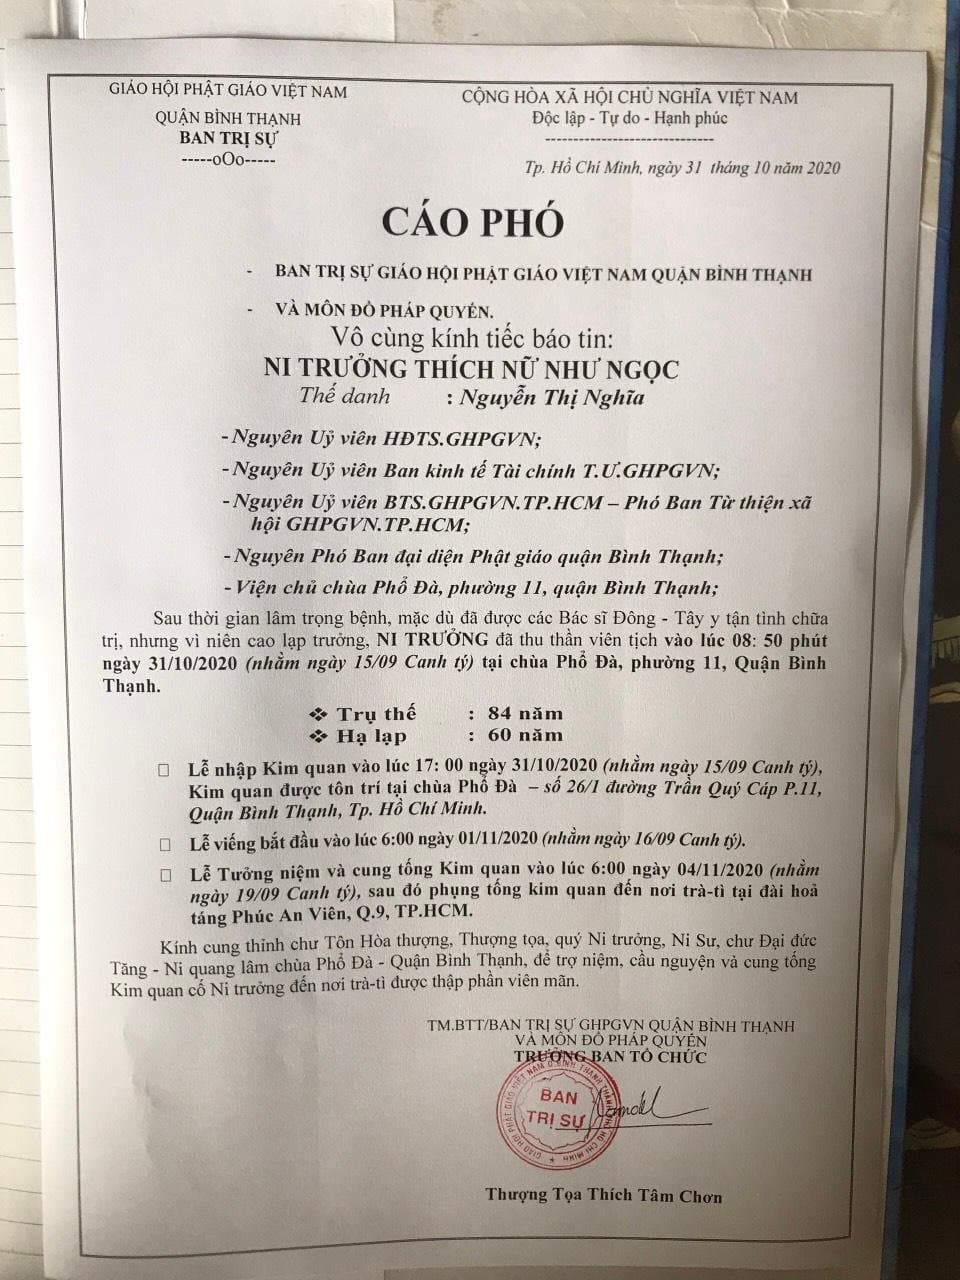 GIÁO HỘI PHẬT GIÁO VIỆT NAM
QUẬN BÌNH THẠNH
BAN TRỊ SỰ
-----oOo-----
CỘNG HÒA XÃ HỘI CHỦ NGHĨA VIỆT NAM
Độc lập - Tự do - Hạnh phúc
------------------------------
Tp. Hồ Chí Minh, ngày 31 tháng 10 năm 2020
CÁO PHÓ
- BAN TRỊ SỰ GIÁO HỘI PHẬT GIÁO VIỆT NAM QUẬN BÌNH THẠNH
- VÀ MÔN ĐỒ PHÁP QUYẾN.
Vô cùng kính tiếc báo tin:
NI TRƯỞNG THÍCH NỮ NHƯ NGỌC
Thế danh : Nguyễn Thị Nghĩa
- Nguyên Uỷ viên HĐTS.GHPGVN;
- Nguyên Uỷ viên Ban kinh tế Tài chính T.Ư.GHPGVN;
- Nguyên Uỷ viên BTS.GHPGVN.TP.HCM – Phó Ban Từ thiện xã
hội GHPGVN.TP.HCM;
- Nguyên Phó Ban đại diện Phật giáo quận Bình Thạnh;
- Viện chủ chùa Phổ Đà, phường 11, quận Bình Thạnh;
Sau thời gian lâm trọng bệnh, mặc dù đã được các Bác sĩ Đông - Tây y tận tình chữa
trị, nhưng vì niên cao lạp trưởng, NI TRƯỞNG đã thu thần viên tịch vào lúc 08: 50 phút
ngày 31/10/2020 (nhằm ngày 15/09 Canh tý) tại chùa Phổ Đà, phường 11, Quận Bình
Thạnh.
❖ Trụ thế : 84 năm
❖ Hạ lạp : 60 năm
□ Lễ nhập Kim quan vào lúc 17: 00 ngày 31/10/2020 (nhằm ngày 15/09 Canh tý),
Kim quan được tôn trí tại chùa Phổ Đà – số 26/1 đường Trần Quý Cáp P.11,
Quận Bình Thạnh, Tp. Hồ Chí Minh.
□ Lễ viếng bắt đầu vào lúc 6:00 ngày 01/11/2020 (nhằm ngày 16/09 Canh tý).
□ Lễ Tưởng niệm và cung tống Kim quan vào lúc 6:00 ngày 04/11/2020 (nhằm
ngày 19/09 Canh tý), sau đó phụng tống kim quan đến nơi trà-tì tại đài hoả
táng Phúc An Viên, Q.9, TP.HCM.
Kính cung thỉnh chư Tôn Hòa thượng, Thượng tọa, quý Ni trưởng, Ni Sư, chư Đại đức
Tăng - Ni quang lâm chùa Phổ Đà - Quận Bình Thạnh, để trợ niệm, cầu nguyện và cung tống
Kim quan cố Ni trưởng đến nơi trà-tì được thập phần viên mãn.
TM.BTT/BAN TRỊ SỰ GHPGVN QUẬN BÌNH THẠNH
VÀ MÔN ĐỒ PHÁP QUYẾN
TRƯỞNG BAN TỔ CHỨC
BAN
TRỊ SỰ
GIÁO HỘI PHẬT GIÁO VIỆT NAM Q.BÌNH THẠNH THÀNH PHỐ HỒ CHÍ MINH
Thượng Tọa Thích Tâm Chơn